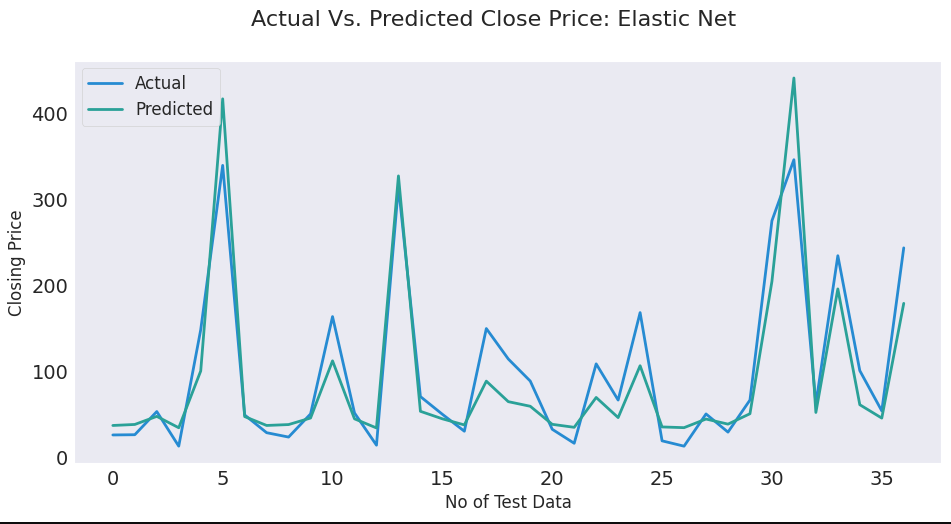 Actual Vs. Predicted Close Price: Elastic Net
Actual
Predicted
Closing Price
400
300
200
100
0
0 5 10 15 20 25 30 35
No of Test Data